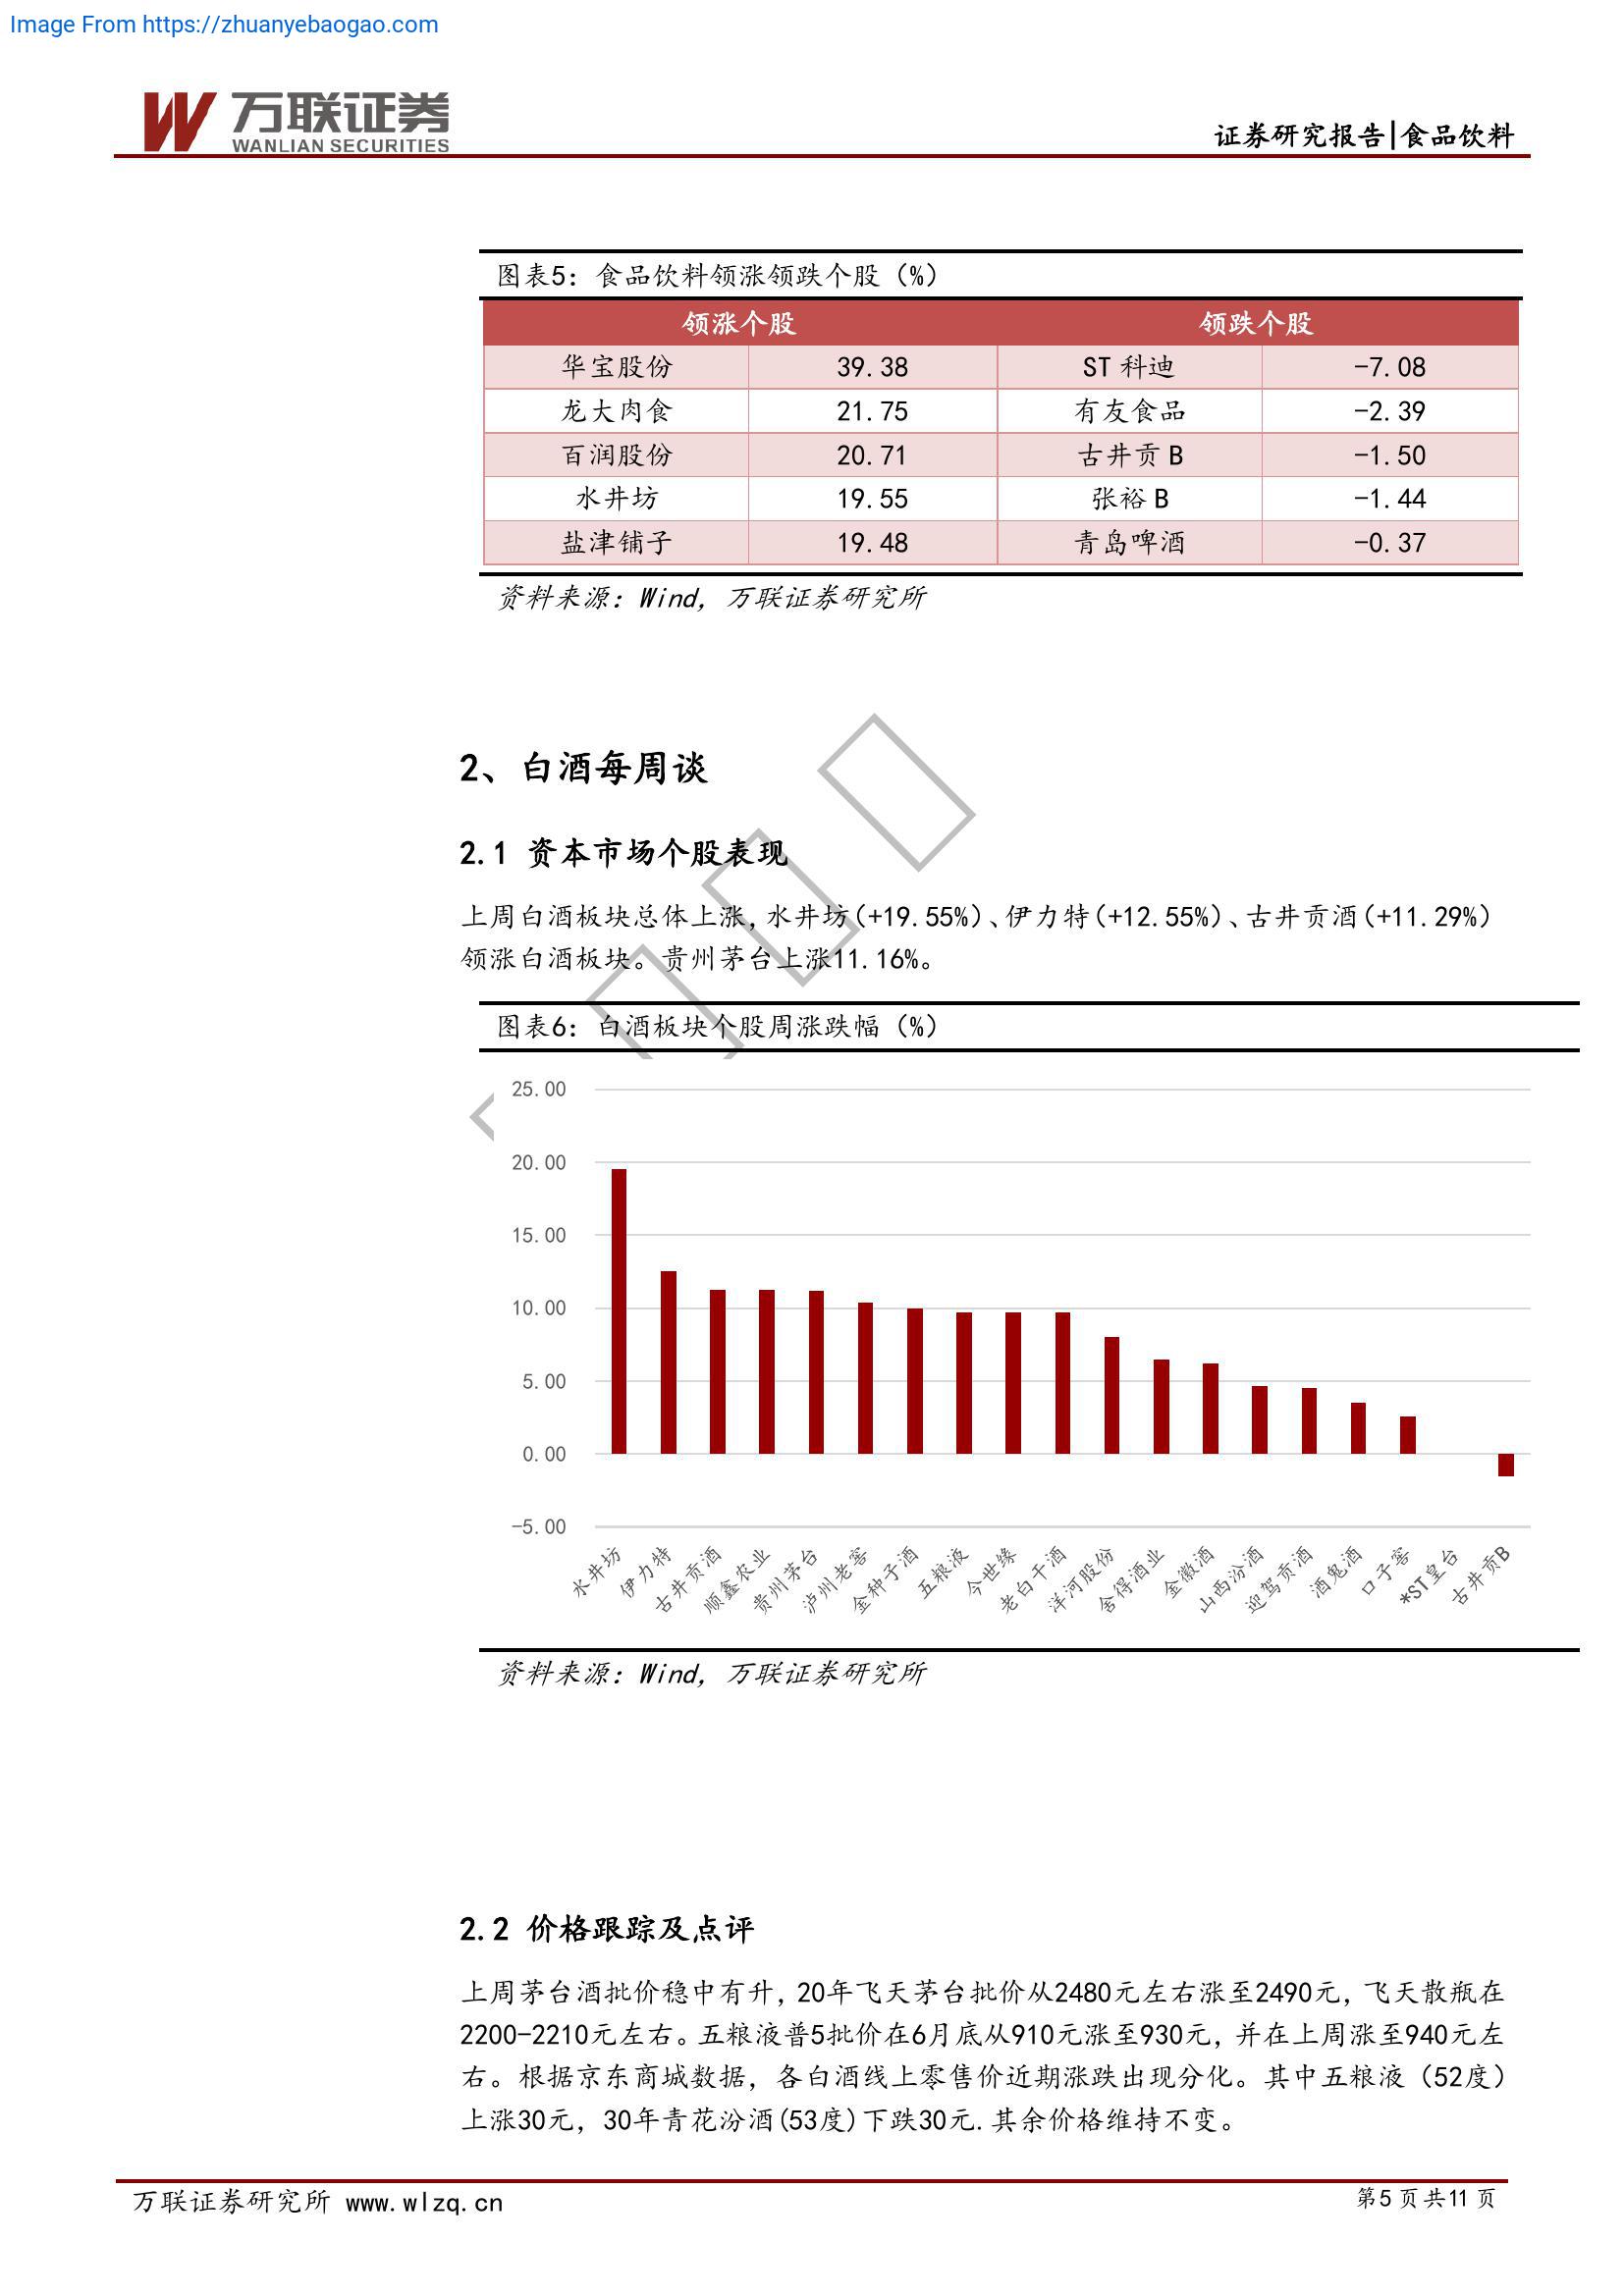 Image From https://zhuanyebaogao.com
万联证券
WANLIAN SECURITIES
证券研究报告|食品饮料
图表5：食品饮料领涨领跌个股（%）
领涨个股 领跌个股
华宝股份 39.38 ST 科迪 -7.08
龙大肉食 21.75 有友食品 -2.39
百润股份 20.71 古井贡 B -1.50
水井坊 19.55 张裕 B -1.44
盐津铺子 19.48 青岛啤酒 -0.37
资料来源：Wind，万联证券研究所
2、白酒每周谈
2.1 资本市场个股表现
上周白酒板块总体上涨，水井坊（+19.55%）、伊力特（+12.55%）、古井贡酒（+11.29%）
领涨白酒板块。贵州茅台上涨11.16%。
图表6：白酒板块个股周涨跌幅（%）
25.00
20.00
15.00
10.00
5.00
0.00
-5.00
水井坊 伊力特 古井贡酒 顺鑫农业 贵州茅台 泸州老窖 金种子酒 五粮液 今世缘 老白干酒 洋河股份 舍得酒业 金徽酒 山西汾酒 迎驾贡酒 酒鬼酒 口子窖 *ST皇台 古井贡B
资料来源：Wind，万联证券研究所
2.2 价格跟踪及点评
上周茅台酒批价稳中有升，20年飞天茅台批价从2480元左右涨至2490元，飞天散瓶在
2200-2210元左右。五粮液普5批价在6月底从910元涨至930元，并在上周涨至940元左
右。根据京东商城数据，各白酒线上零售价近期涨跌出现分化。其中五粮液（52度）
上涨30元，30年青花汾酒(53度)下跌30元.其余价格维持不变。
万联证券研究所 www.wlzq.cn
第5 页 共11 页